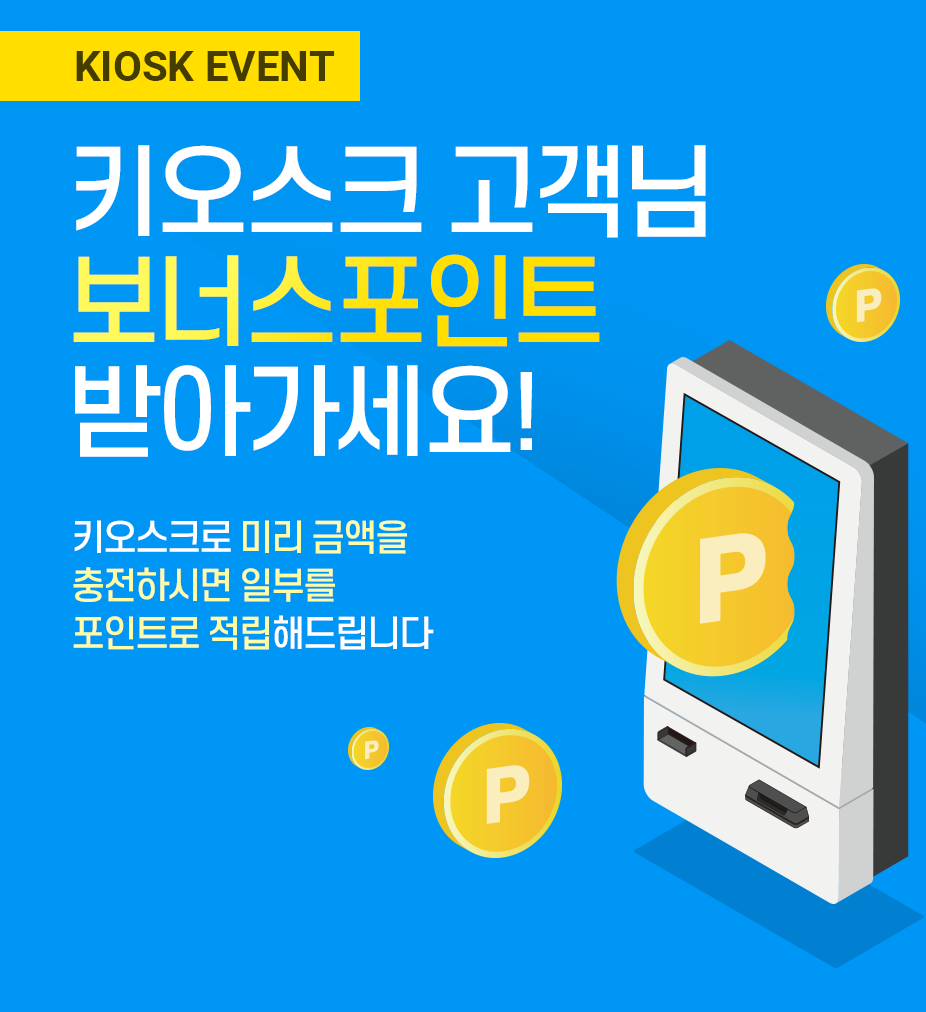 KIOSK EVENT
키오스크 고객님
보너스포인트
받아가세요!
키오스크로 미리 금액을
충전하시면 일부를
포인트로 적립해드립니다
P
P
P
P